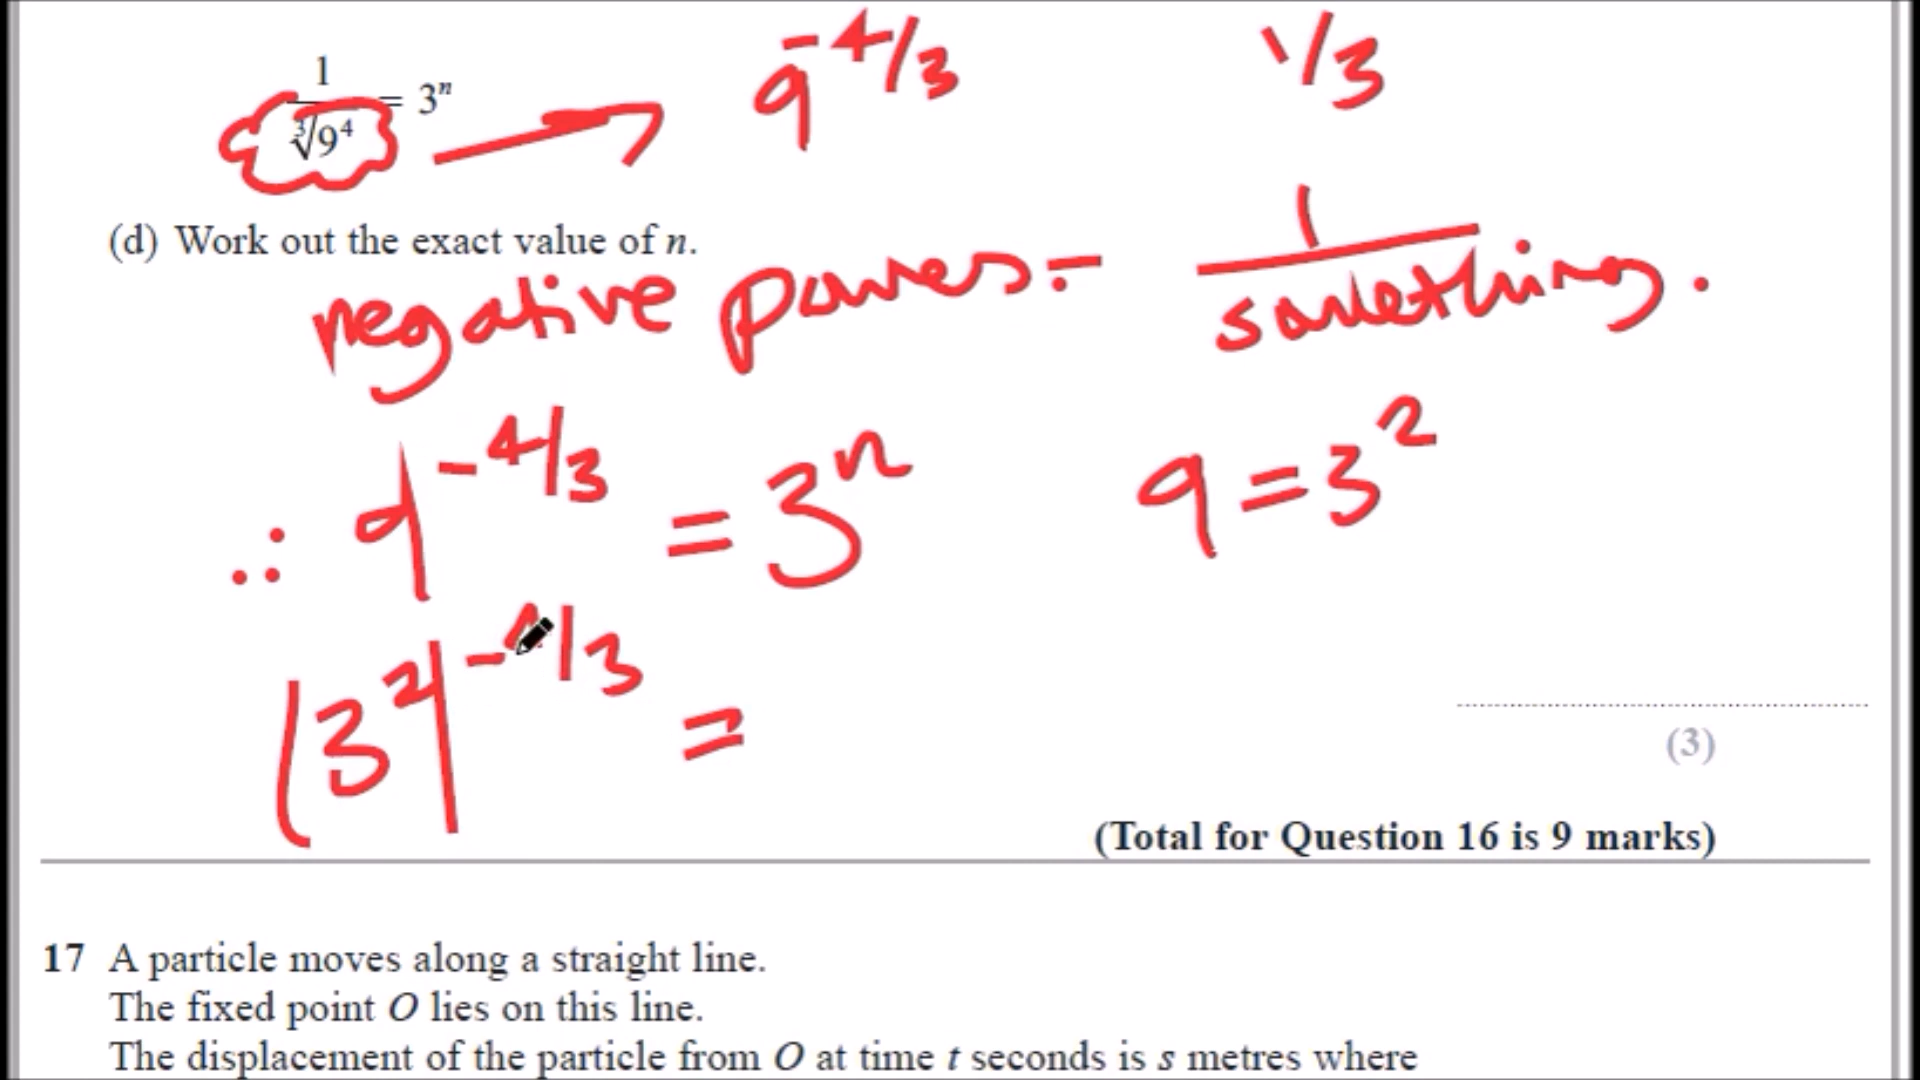 1/∛9⁴ = 3ⁿ
9^-4/3
1/3
(d) Work out the exact value of n.
negative powers = 1/something.
∴ 9^-4/3 = 3ⁿ
9 = 3²
(3²)^-4/3 =
(3)
(Total for Question 16 is 9 marks)
17 A particle moves along a straight line.
The fixed point O lies on this line.
The displacement of the particle from O at time t seconds is s metres where